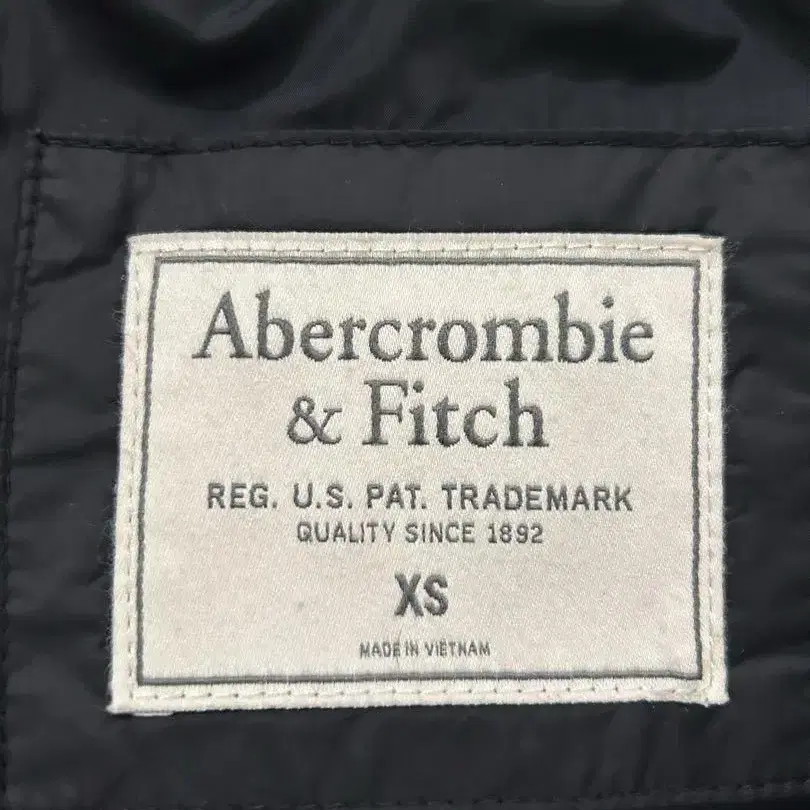 Abercrombie
& Fitch
REG. U.S. PAT. TRADEMARK
QUALITY SINCE 1892
XS
MADE IN VIETNAM